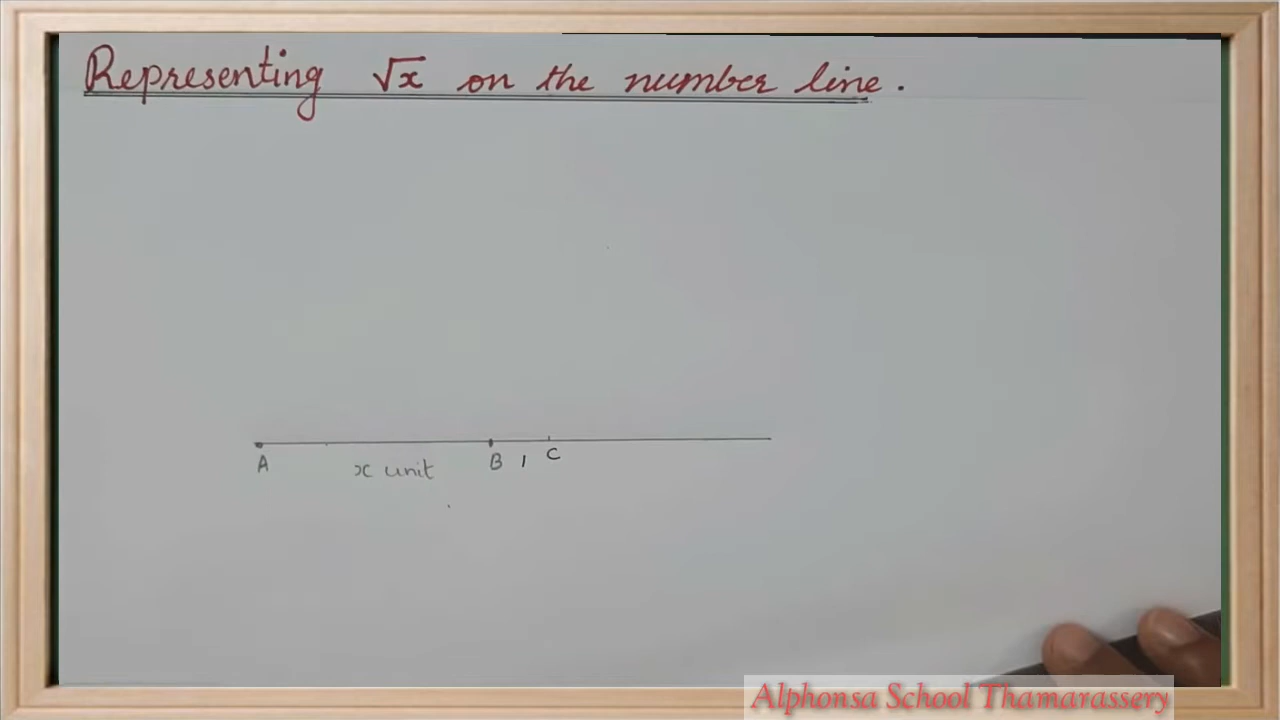 Representing √x on the number line.
A x unit B 1 C
Alphonsa School Thamarassery